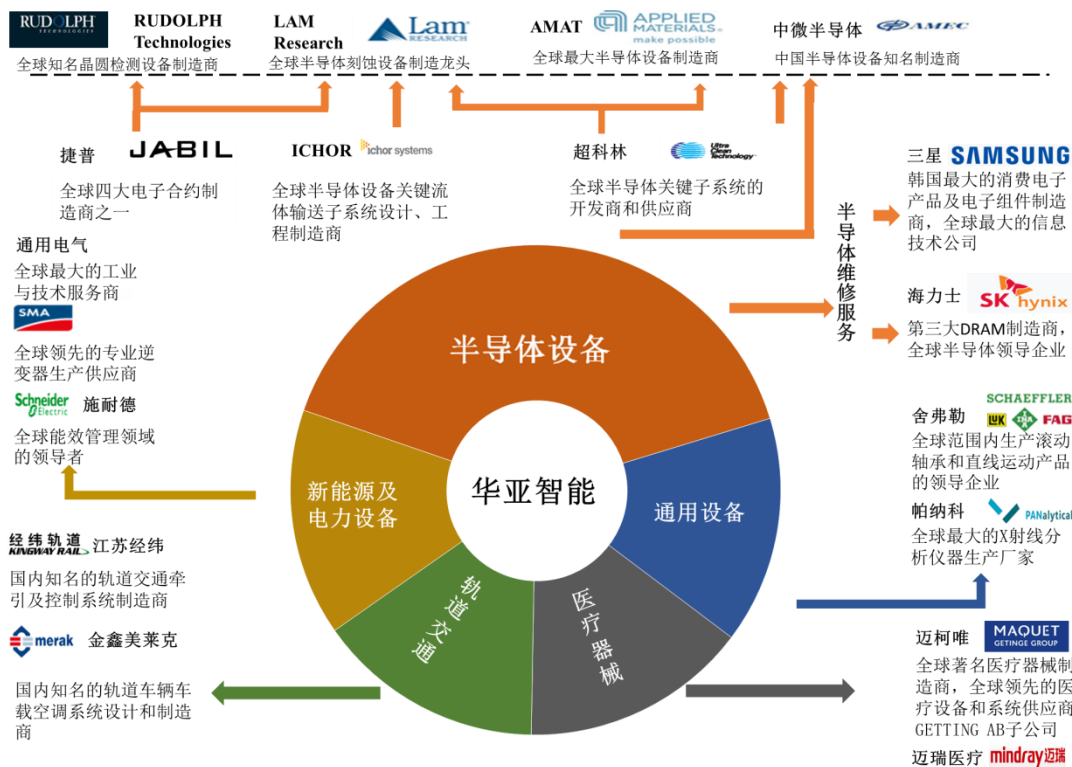 RUDOLPH
TECHNOLOGIES
RUDOLPH
Technologies
全球知名晶圆检测设备制造商
LAM
Research
Lam
RESEARCH
全球半导体刻蚀设备制造龙头
AMAT
APPLIED
MATERIALS
make possible
全球最大半导体设备制造商
中微半导体
AMEC
中国半导体设备知名制造商
捷普
JABIL
全球四大电子合约制
造商之一
ICHOR
ichor systems
全球半导体设备关键流
体输送子系统设计、工
程制造商
超科林
Ultra
Clean
Technology
全球半导体关键子系统的
开发商和供应商
半导体维修服务
三星
SAMSUNG
韩国最大的消费电子
产品及电子组件制造
商，全球最大的信息
技术公司
海力士
SK hynix
第三大DRAM制造商，
全球半导体领导企业
通用电气
全球最大的工业
与技术服务商
SMA
全球领先的专业逆
变器生产供应商
Schneider
Electric
施耐德
全球能效管理领域
的领导者
经纬轨道
KINGWAY RAIL
江苏经纬
国内知名的轨道交通牵
引及控制系统制造商
merak
金鑫美莱克
国内知名的轨道车辆车
载空调系统设计和制造
商
半导体设备
新能源及
电力设备
华亚智能
通用设备
轨道交通
医疗器械
SCHAEFFLER
舍弗勒
LUK
INA
FAG
全球范围内生产滚动
轴承和直线运动产品
的领导企业
帕纳科
PANalytical
全球最大的X射线分
析仪器生产厂家
迈柯唯
MAQUET
GETINGE GROUP
全球著名医疗器械制
造商，全球领先的医
疗设备和系统供应商
GETTING AB子公司
迈瑞医疗
mindray迈瑞